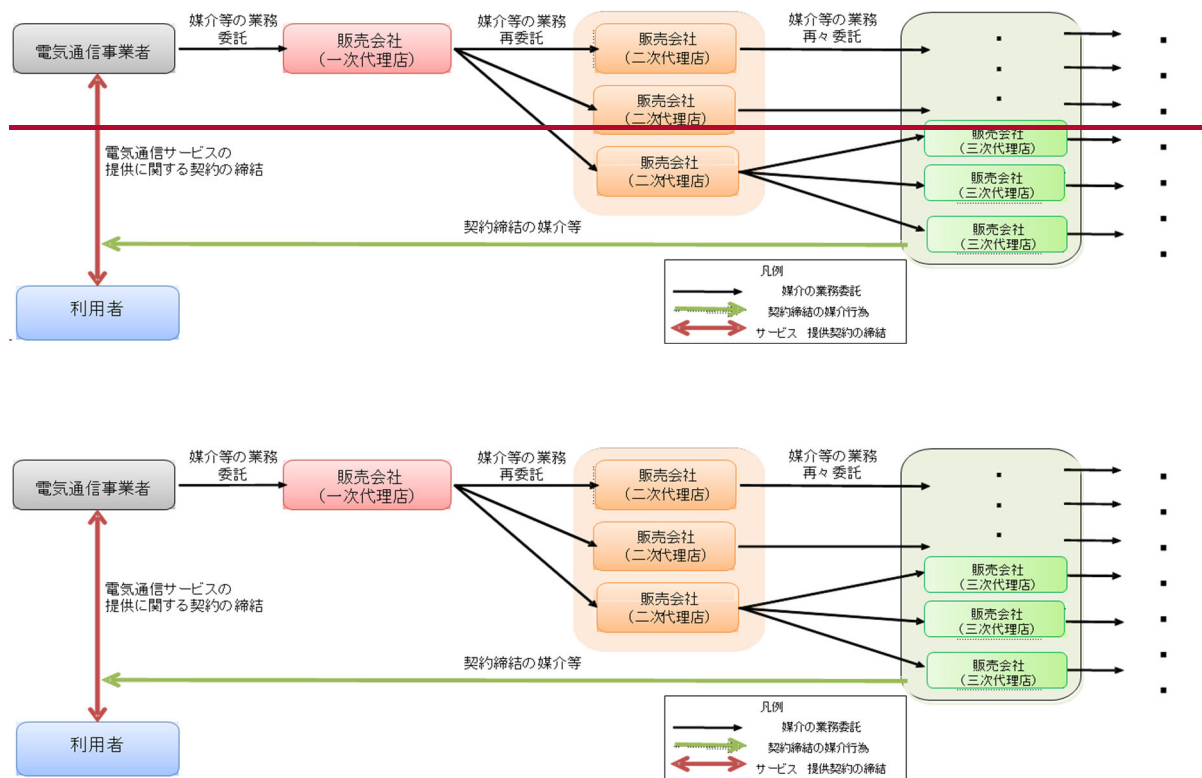 媒介等の業務
委託
媒介等の業務
再委託
媒介等の業務
再々委託
電気通信事業者
販売会社
（一次代理店）
販売会社
（二次代理店）
販売会社
（二次代理店）
販売会社
（二次代理店）
販売会社
（三次代理店）
販売会社
（三次代理店）
販売会社
（三次代理店）
電気通信サービスの
提供に関する契約の締結
契約締結の媒介等
利用者
凡例
媒介の業務委託
契約締結の媒介行為
サービス　提供契約の締結
媒介等の業務
委託
媒介等の業務
再委託
媒介等の業務
再々委託
電気通信事業者
販売会社
（一次代理店）
販売会社
（二次代理店）
販売会社
（二次代理店）
販売会社
（二次代理店）
販売会社
（三次代理店）
販売会社
（三次代理店）
販売会社
（三次代理店）
電気通信サービスの
提供に関する契約の締結
契約締結の媒介等
利用者
凡例
媒介の業務委託
契約締結の媒介行為
サービス　提供契約の締結